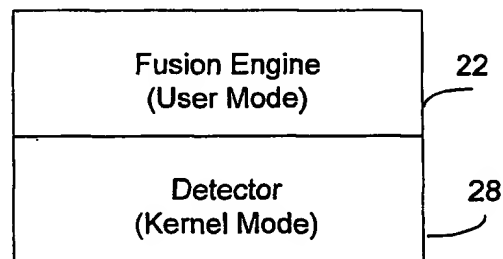 Fusion Engine
(User Mode)
22
Detector
(Kernel Mode)
28